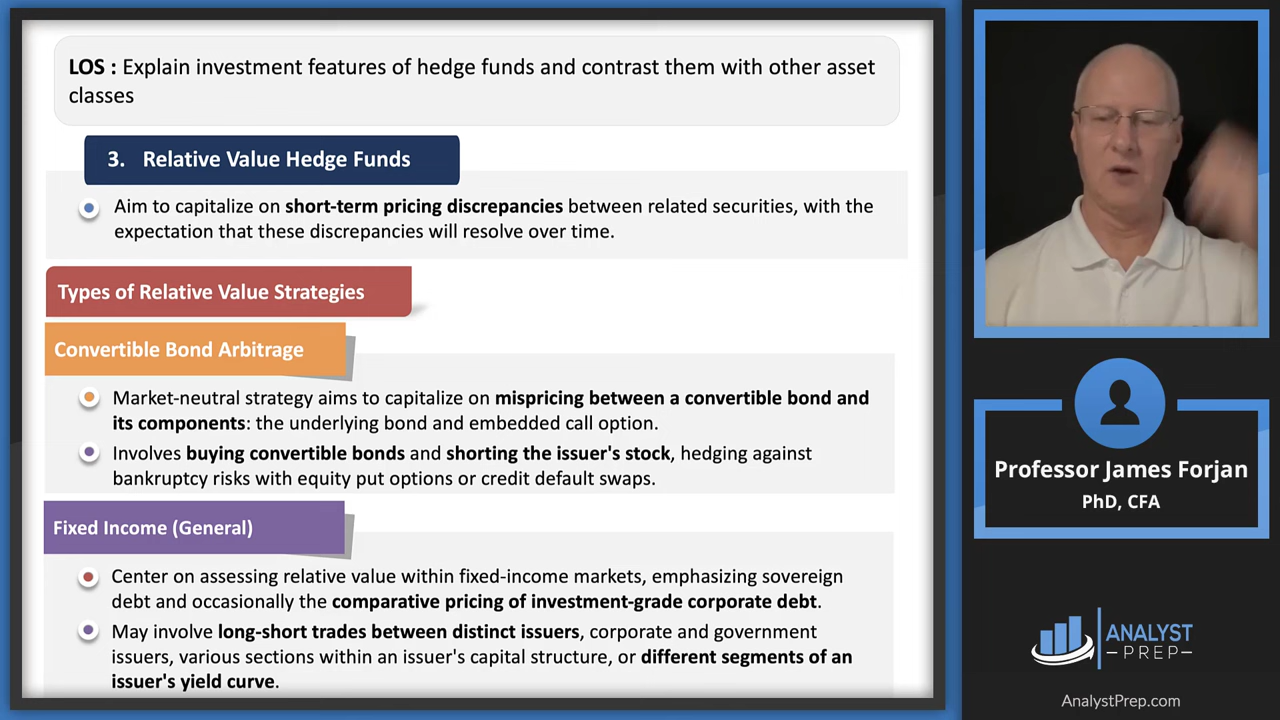 LOS : Explain investment features of hedge funds and contrast them with other asset
classes
3. Relative Value Hedge Funds
Aim to capitalize on short-term pricing discrepancies between related securities, with the
expectation that these discrepancies will resolve over time.
Types of Relative Value Strategies
Convertible Bond Arbitrage
Market-neutral strategy aims to capitalize on mispricing between a convertible bond and
its components: the underlying bond and embedded call option.
Involves buying convertible bonds and shorting the issuer's stock, hedging against
bankruptcy risks with equity put options or credit default swaps.
Fixed Income (General)
Center on assessing relative value within fixed-income markets, emphasizing sovereign
debt and occasionally the comparative pricing of investment-grade corporate debt.
May involve long-short trades between distinct issuers, corporate and government
issuers, various sections within an issuer's capital structure, or different segments of an
issuer's yield curve.
Professor James Forjan
PhD, CFA
ANALYST
PREP
AnalystPrep.com